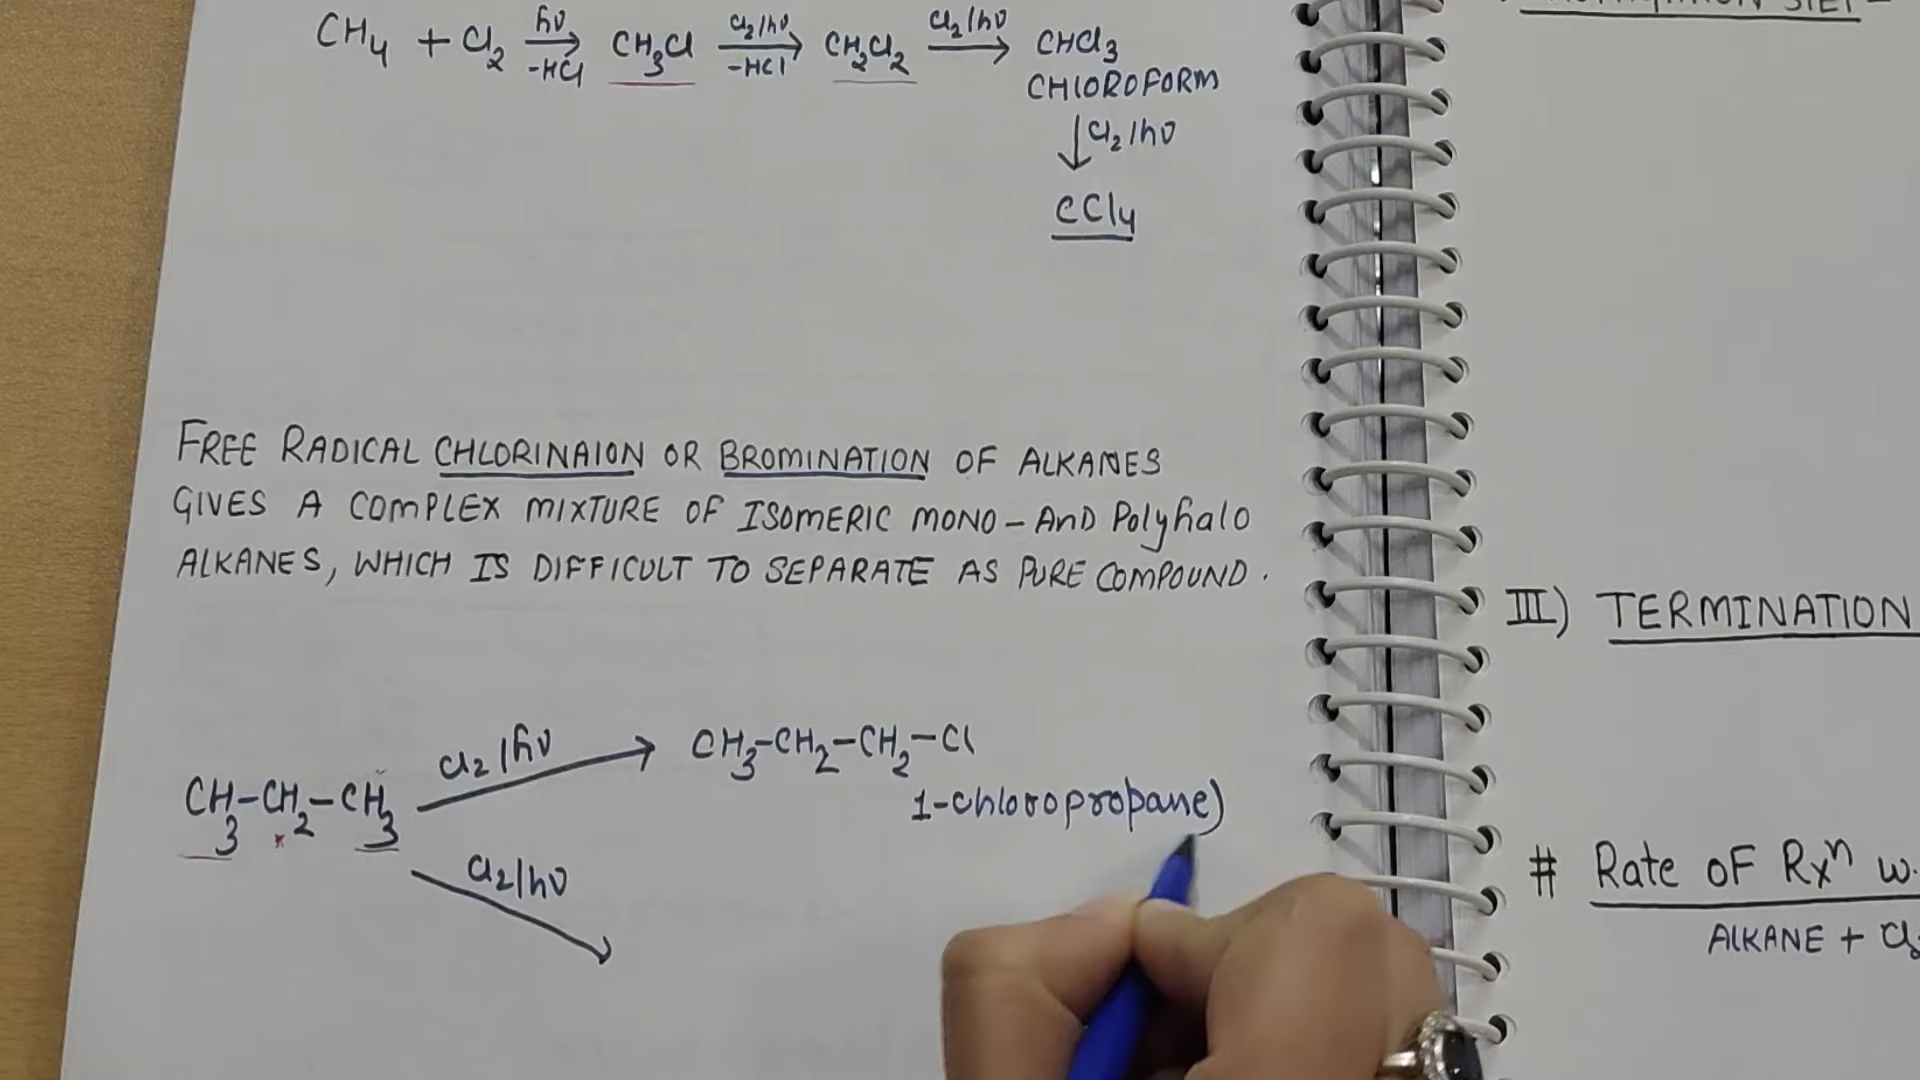 CH4 + Cl2 hν → -HCl CH3Cl Cl2/hν → -HCl CH2Cl2 Cl2/hν → CHCl3
CHLOROFORM
↓ Cl2/hν
CCl4
FREE RADICAL CHLORINAION OR BROMINATION OF ALKANES
GIVES A COMPLEX MIXTURE OF ISOMERIC MONO - AND Polyhalo
ALKANES, WHICH IS DIFFICULT TO SEPARATE AS PURE COMPOUND.
CH3-CH2-CH3 Cl2/hν → CH3-CH2-CH2-Cl
1-chloropropane)
Cl2/hν
III) TERMINATION
# Rate OF Rxn w.
ALKANE + Cl2